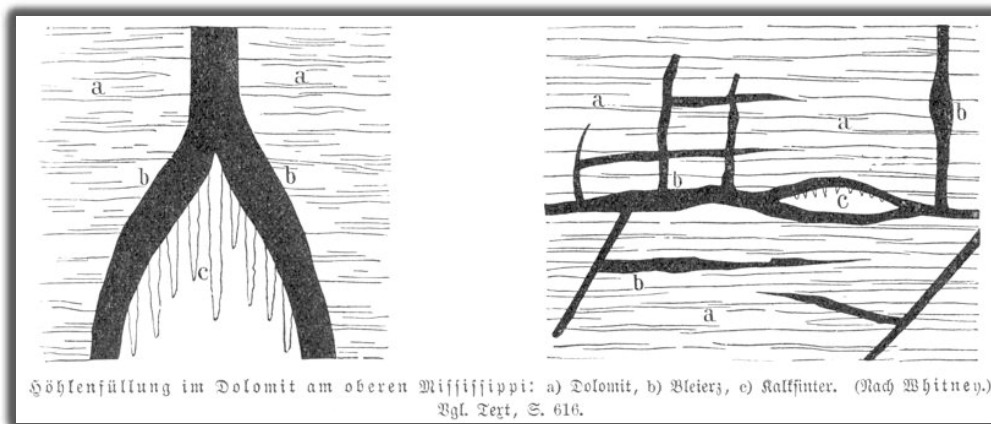 a
a
b
b
c
a
a
b
b
c
b
a
Höhlenfüllung im Dolomit am oberen Mississippi: a) Dolomit, b) Bleierz, c) Kalksinter. (Nach Whitney.)
Vgl. Text, S. 616.